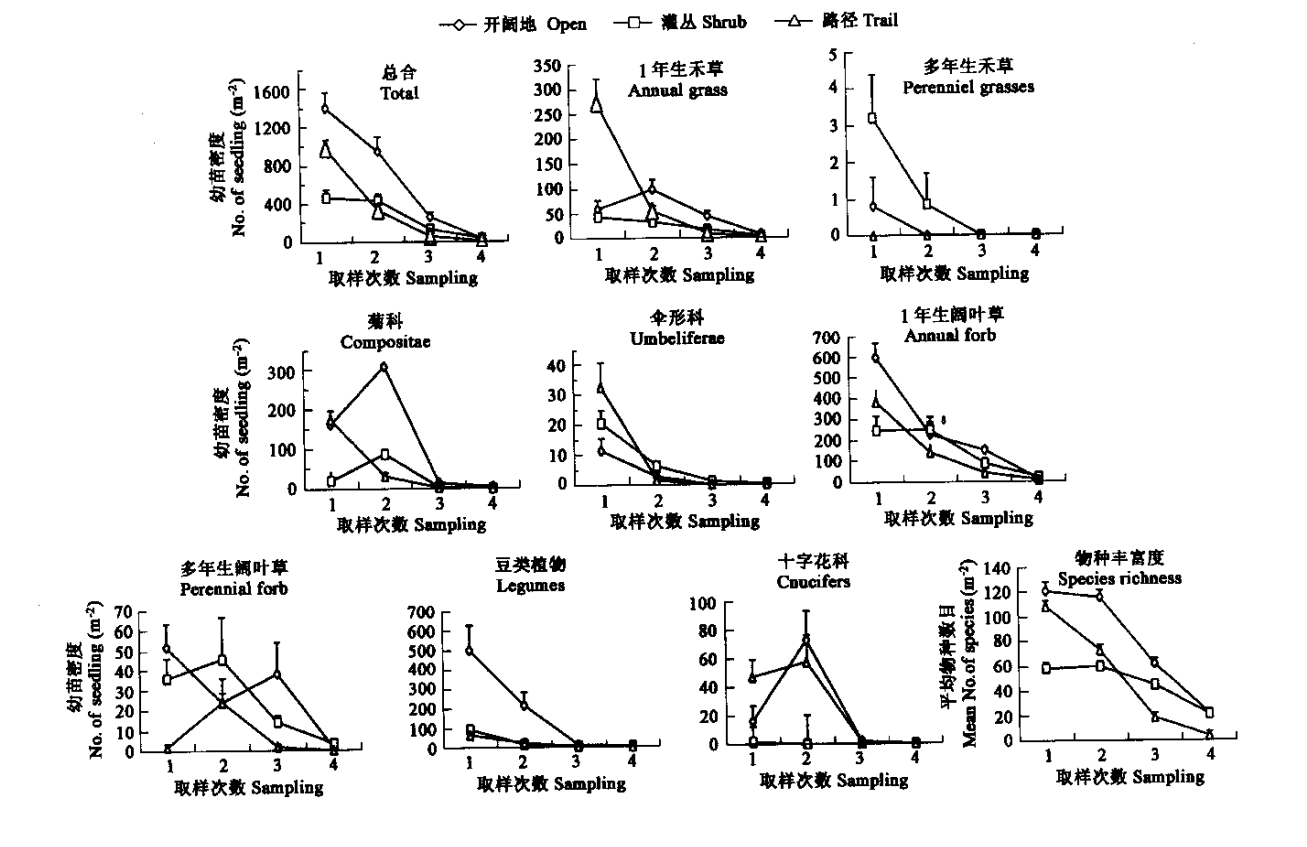 开阔地 Open 灌丛 Shrub 路径 Trail
总合
Total
1600
1200
800
400
0
幼苗密度
No. of seedling (m-2)
1 2 3 4
取样次数 Sampling
1年生禾草
Annual grass
350
300
250
200
150
100
50
0
1 2 3 4
取样次数 Sampling
多年生禾草
Perenniel grasses
5
4
3
2
1
0
1 2 3 4
取样次数 Sampling
菊科
Compositae
300
200
100
0
幼苗密度
No. of seedling (m-2)
1 2 3 4
取样次数 Sampling
伞形科
Umbeliferae
40
30
20
10
0
1 2 3 4
取样次数 Sampling
1年生阔叶草
Annual forb
700
600
500
400
300
200
100
0
1 2 3 4
取样次数 Sampling
多年生阔叶草
Perennial forb
70
60
50
40
30
20
10
0
幼苗密度
No. of seedling (m-2)
1 2 3 4
取样次数 Sampling
豆类植物
Legumes
700
600
500
400
300
200
100
0
1 2 3 4
取样次数 Sampling
十字花科
Cnucifers
100
80
60
40
20
0
1 2 3 4
取样次数 Sampling
物种丰富度
Species richness
140
120
100
80
60
40
20
0
平均物种数目
Mean No.of species(m-2)
1 2 3 4
取样次数 Sampling